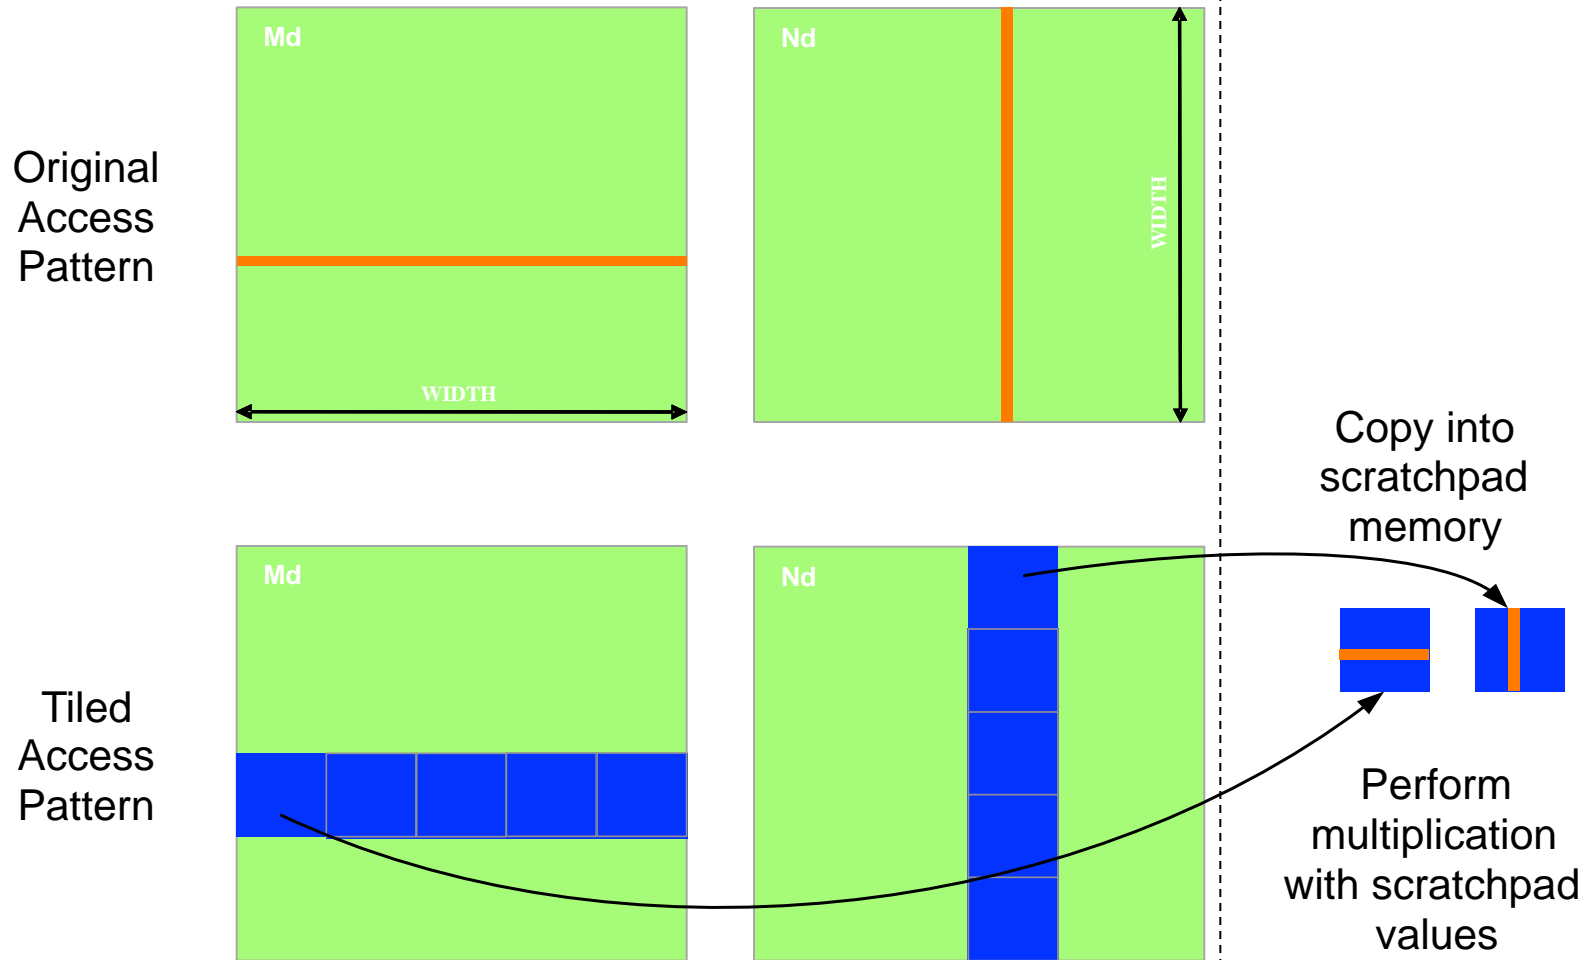 Md
Nd
Original
Access
Pattern
WIDTH
WIDTH
Copy into
scratchpad
memory
Md
Nd
Tiled
Access
Pattern
Perform
multiplication
with scratchpad
values